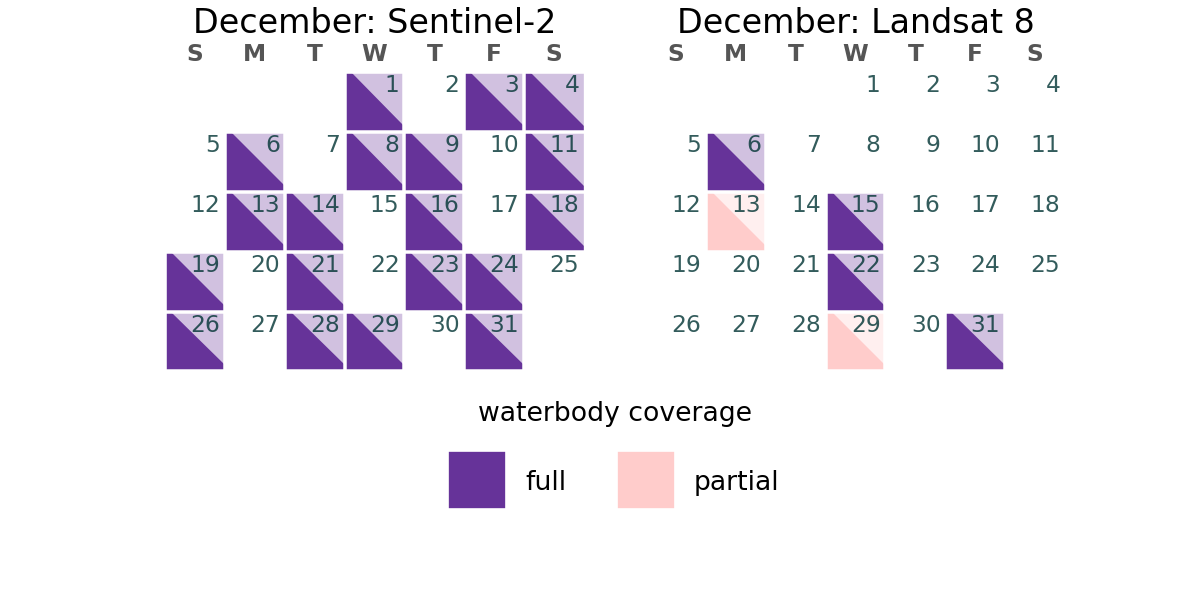 December: Sentinel-2
S M T W T F S
1 2 3 4
5 6 7 8 9 10 11
12 13 14 15 16 17 18
19 20 21 22 23 24 25
26 27 28 29 30 31
December: Landsat 8
S M T W T F S
1 2 3 4
5 6 7 8 9 10 11
12 13 14 15 16 17 18
19 20 21 22 23 24 25
26 27 28 29 30 31
waterbody coverage
full partial